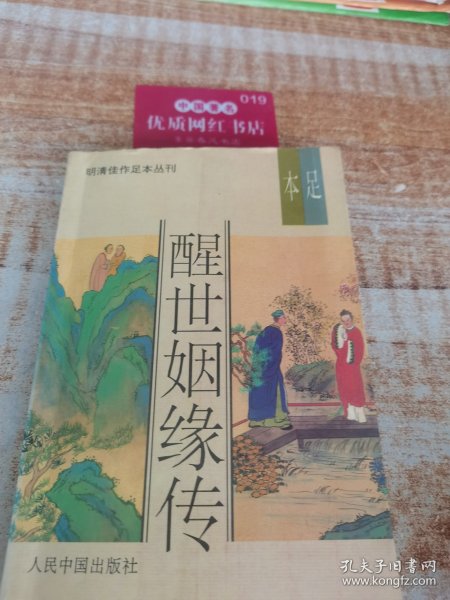 019
中国著名
优质网红书店
明清佳作足本丛刊
足本
醒世姻缘传
人民中国出版社
孔夫子旧书网
www.kongfz.com